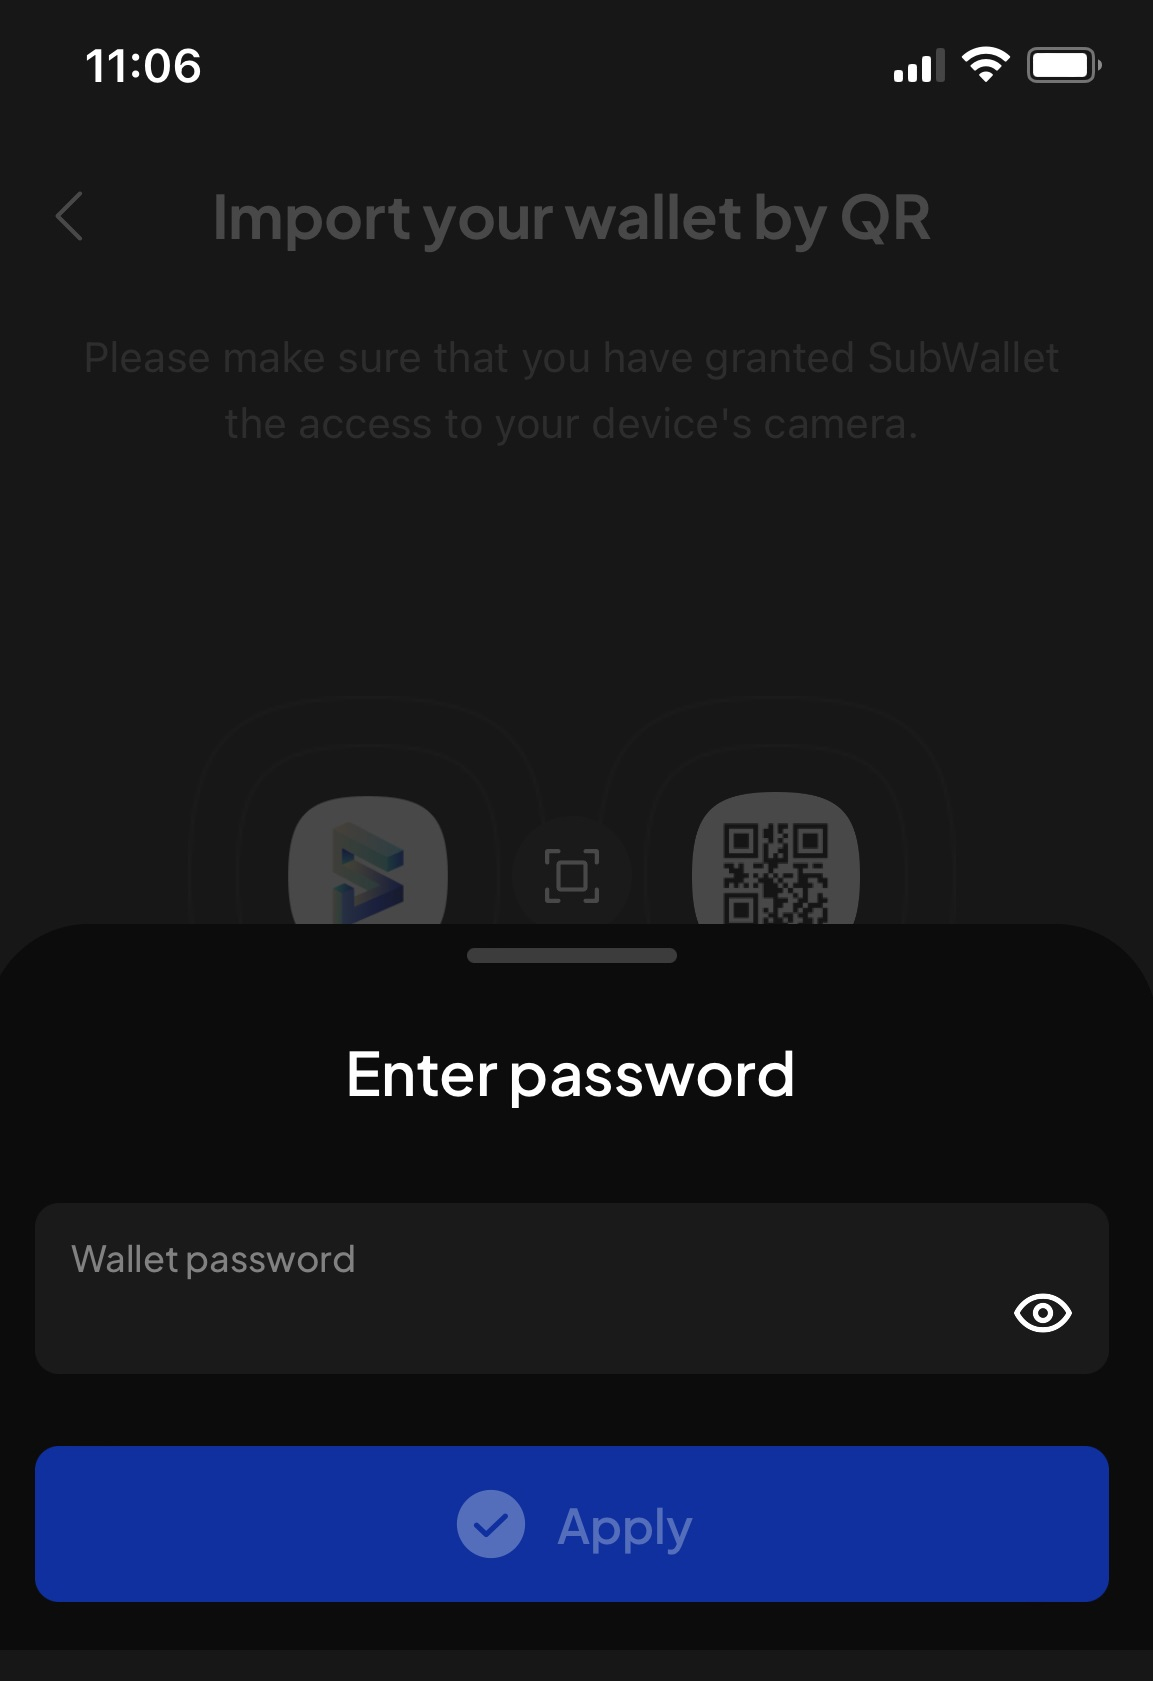 11:06
Import your wallet by QR
Please make sure that you have granted SubWallet
the access to your device's camera.
Enter password
Wallet password
Apply